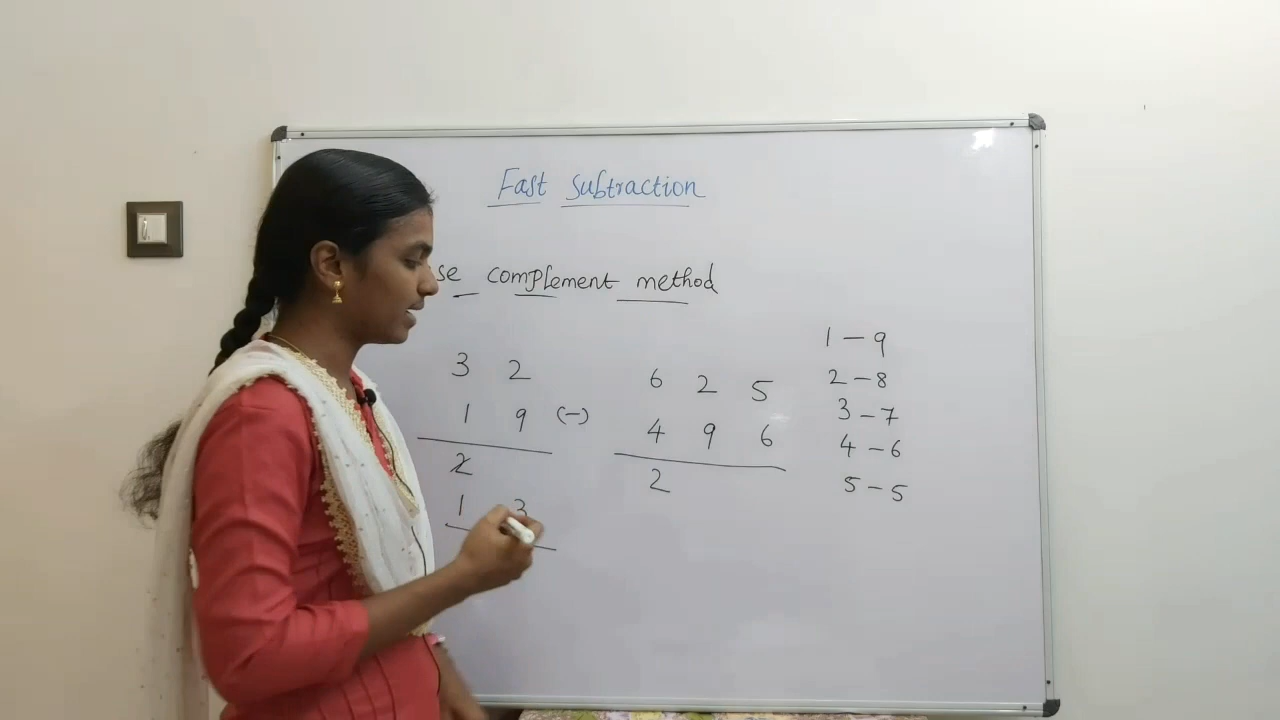 Fast Subtraction
complement method
3 2
1 9 (-)
2
1 3
6 2 5
4 9 6
2
1 - 9
2 - 8
3 - 7
4 - 6
5 - 5